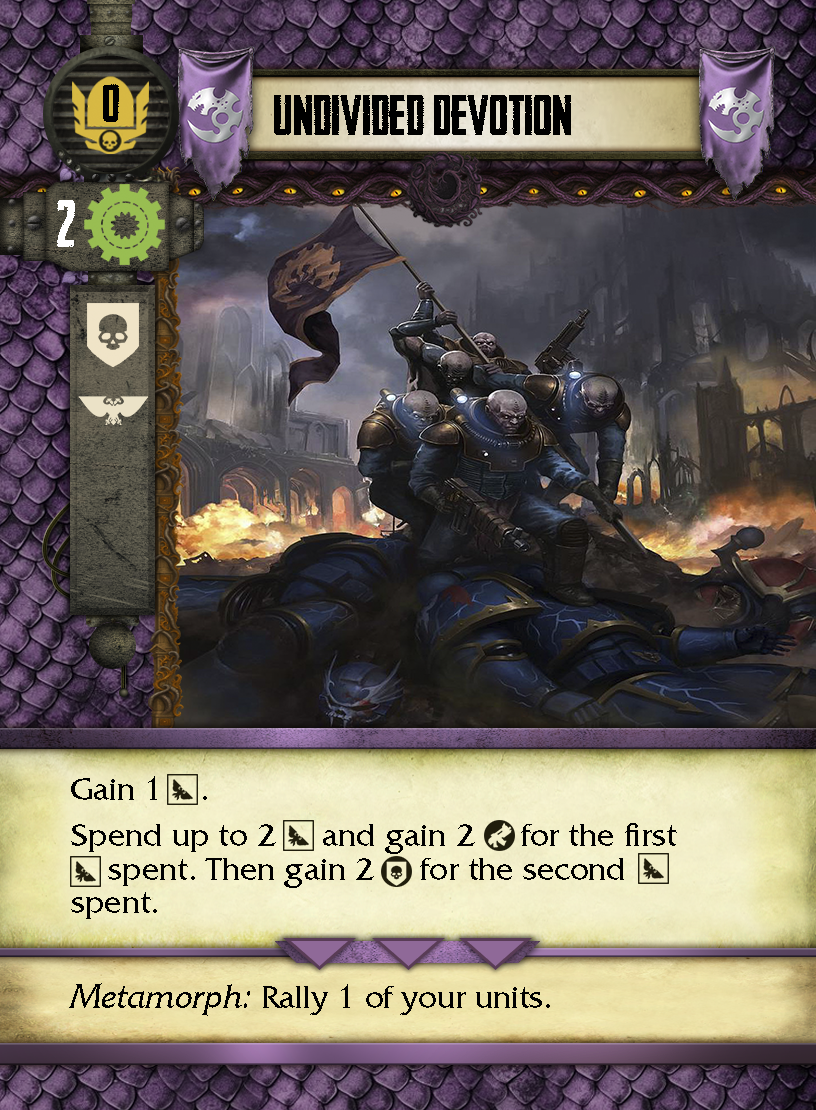 0
UNDIVIDED DEVOTION
2
Gain 1 .
Spend up to 2 and gain 2 for the first
spent. Then gain 2 for the second
spent.
Metamorph: Rally 1 of your units.